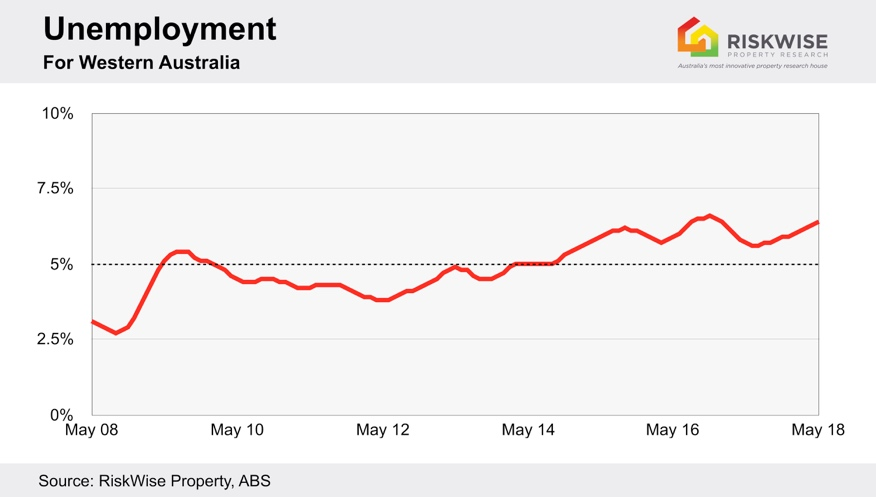 Unemployment
For Western Australia
RISKWISE
PROPERTY RESEARCH
Australia's most innovative property research house
10%
7.5%
5%
2.5%
0%
May 08 May 10 May 12 May 14 May 16 May 18
Source: RiskWise Property, ABS